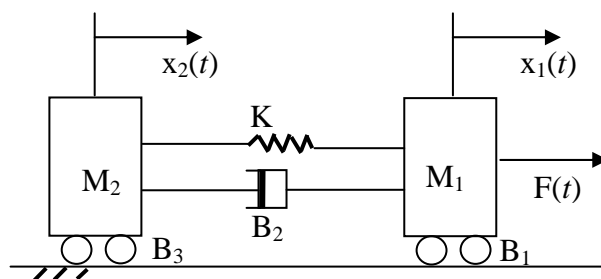 x₂(t) x₁(t)
K
M₂ M₁
F(t)
B₂
B₃ B₁